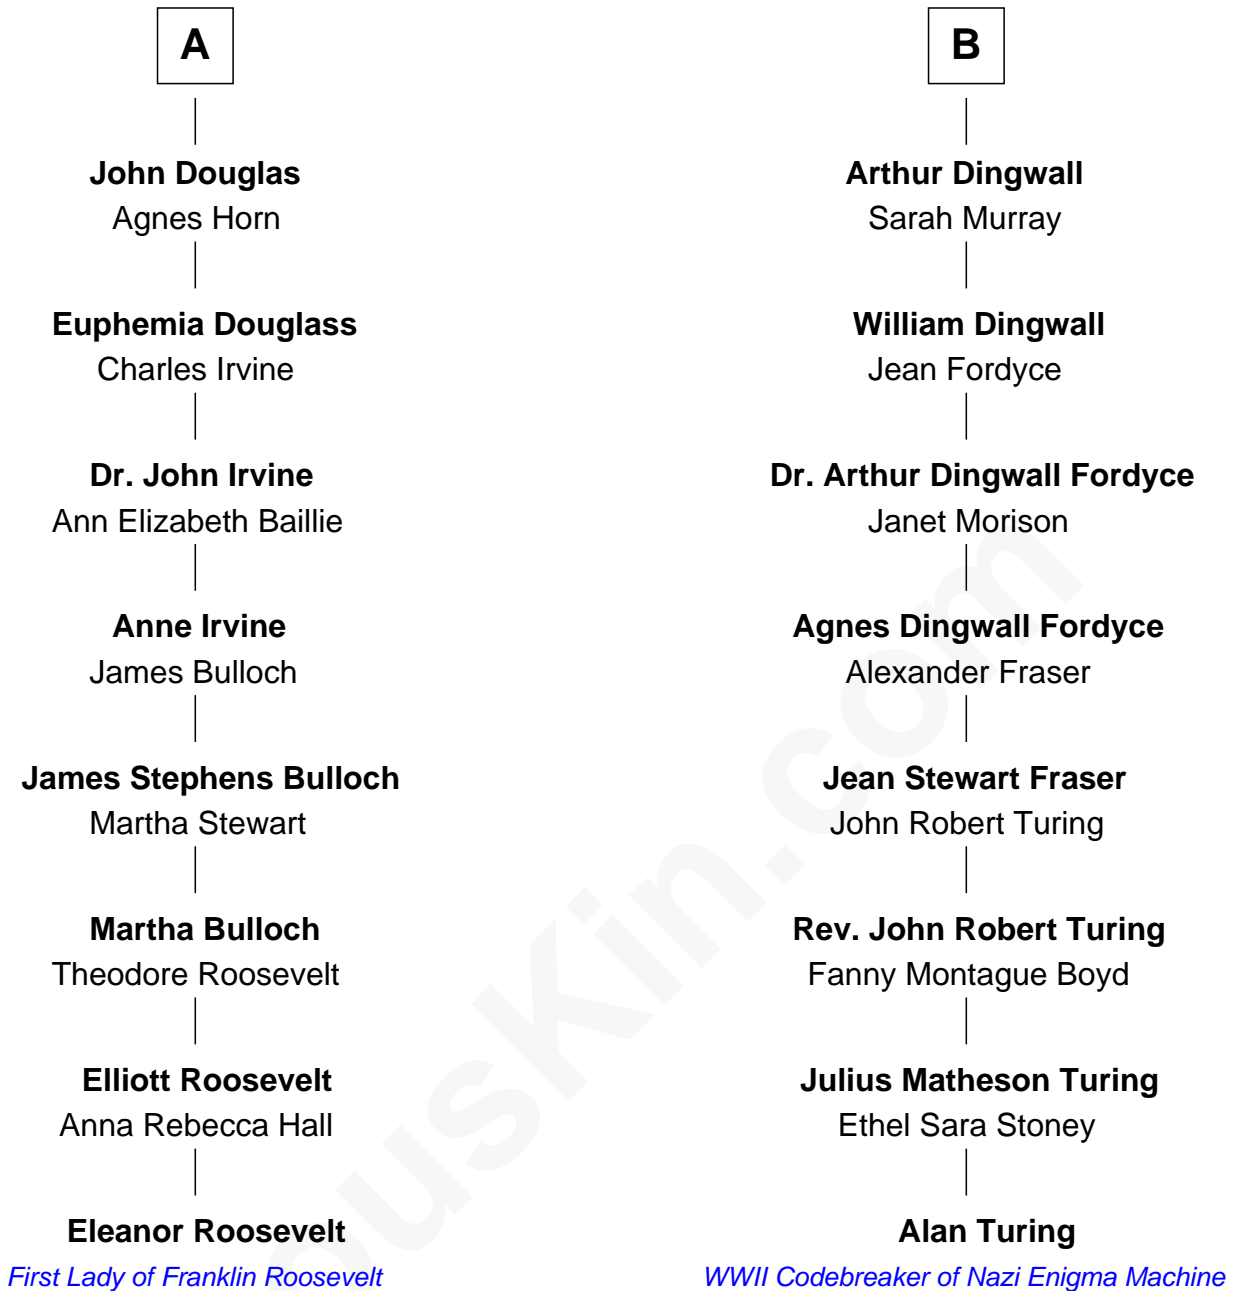 A
John Douglas
Agnes Horn
Euphemia Douglass
Charles Irvine
Dr. John Irvine
Ann Elizabeth Baillie
Anne Irvine
James Bulloch
James Stephens Bulloch
Martha Stewart
Martha Bulloch
Theodore Roosevelt
Elliott Roosevelt
Anna Rebecca Hall
Eleanor Roosevelt
First Lady of Franklin Roosevelt
B
Arthur Dingwall
Sarah Murray
William Dingwall
Jean Fordyce
Dr. Arthur Dingwall Fordyce
Janet Morison
Agnes Dingwall Fordyce
Alexander Fraser
Jean Stewart Fraser
John Robert Turing
Rev. John Robert Turing
Fanny Montague Boyd
Julius Matheson Turing
Ethel Sara Stoney
Alan Turing
WWII Codebreaker of Nazi Enigma Machine
ousKin.com